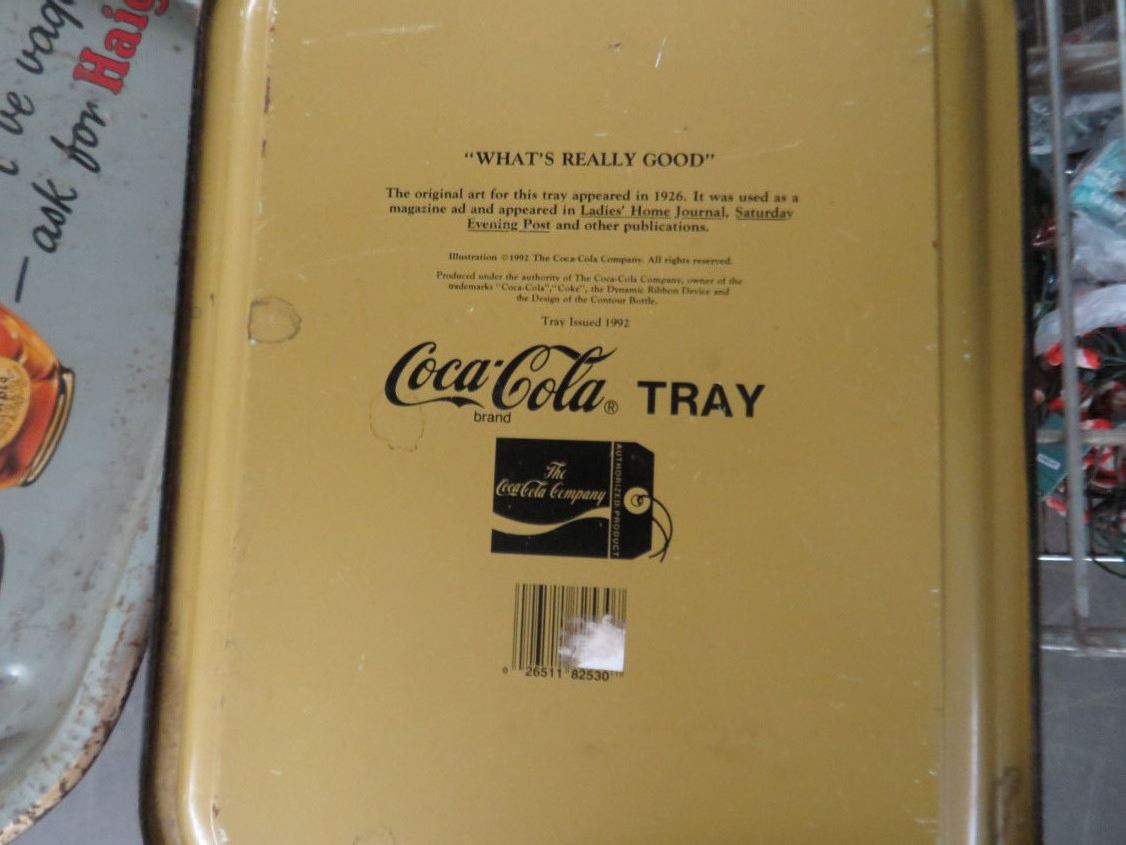 i've vag
—ask for Haig
"WHAT'S REALLY GOOD"
The original art for this tray appeared in 1926. It was used as a
magazine ad and appeared in Ladies' Home Journal, Saturday
Evening Post and other publications.
Illustration ©1992 The Coca-Cola Company. All rights reserved.
Produced under the authority of The Coca-Cola Company, owner of the
trademarks "Coca-Cola","Coke", the Dynamic Ribbon Device and
the Design of the Contour Bottle.
Tray Issued 1992
Coca-Cola® TRAY
brand
The
Coca-Cola Company
AUTHORIZED PRODUCT
0 26511 82530